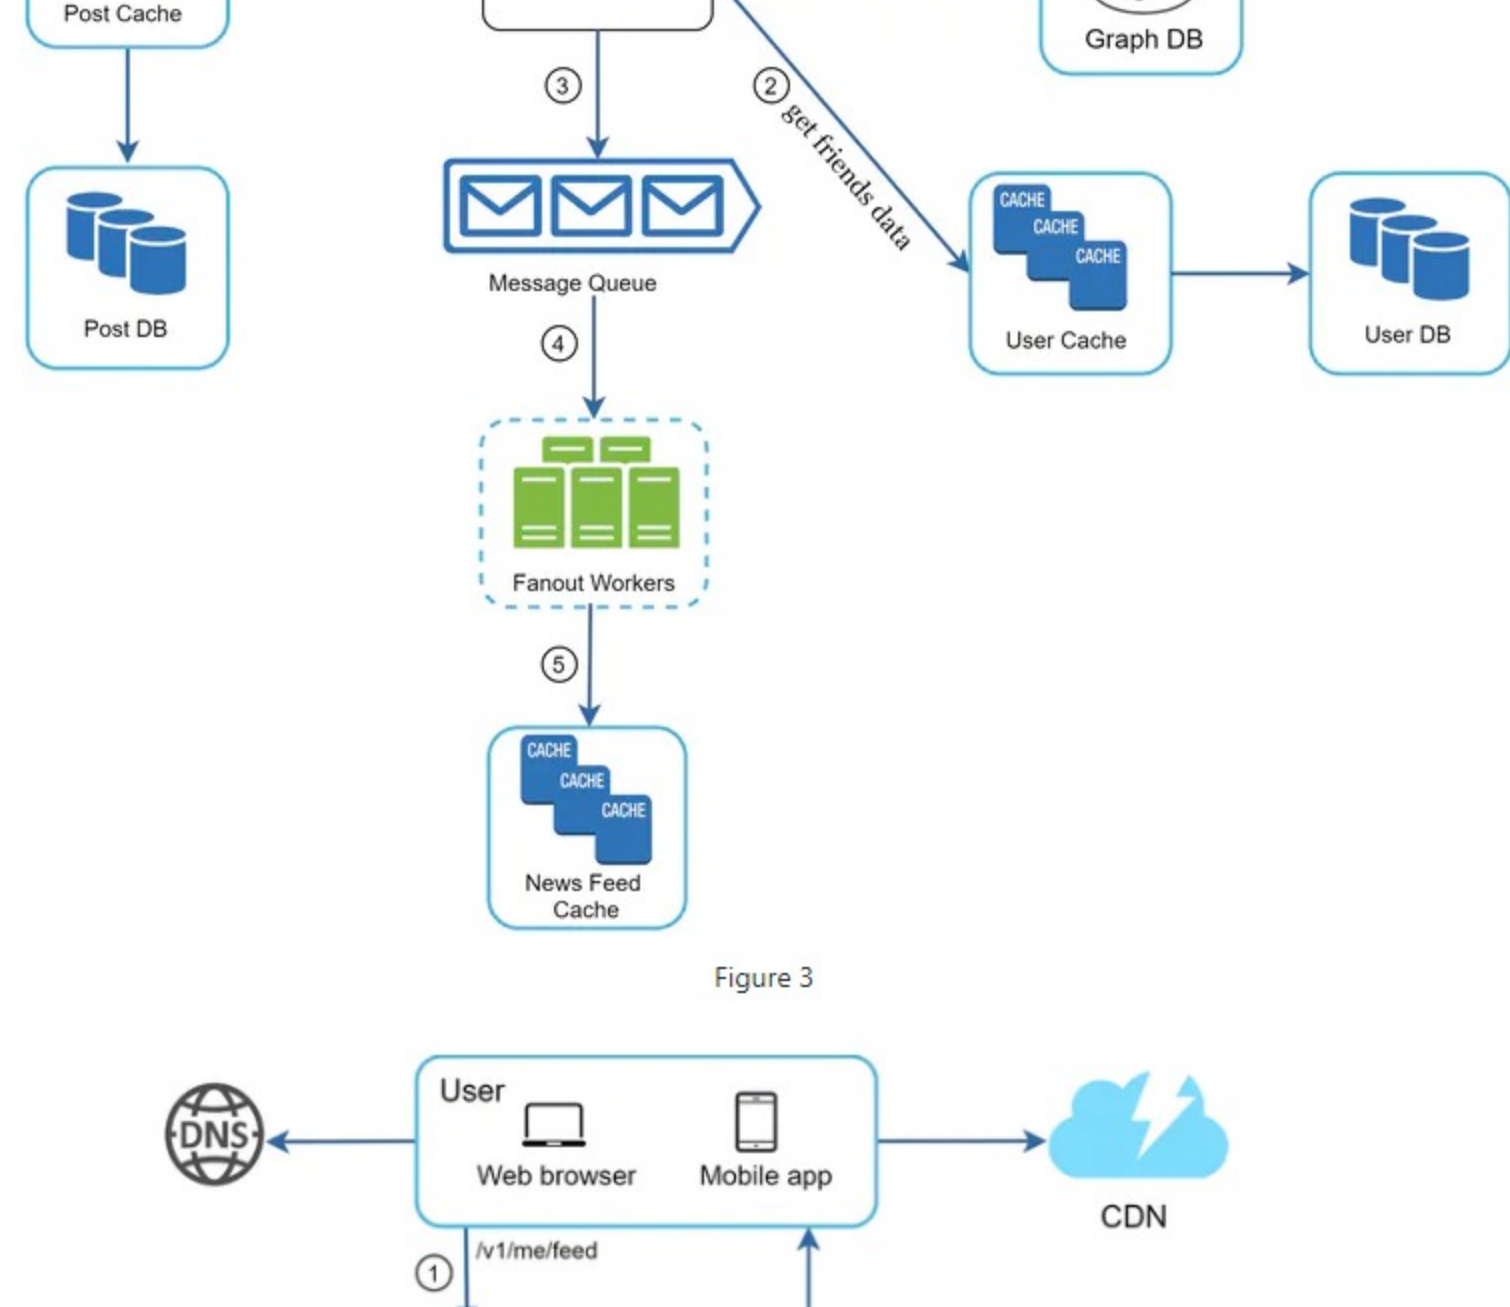 Post Cache
Graph DB
3
2
get friends data
CACHE
CACHE
CACHE
Message Queue
Post DB
User Cache
User DB
4
Fanout Workers
5
CACHE
CACHE
CACHE
News Feed
Cache
Figure 3
User
DNS
Web browser
Mobile app
CDN
/v1/me/feed
1